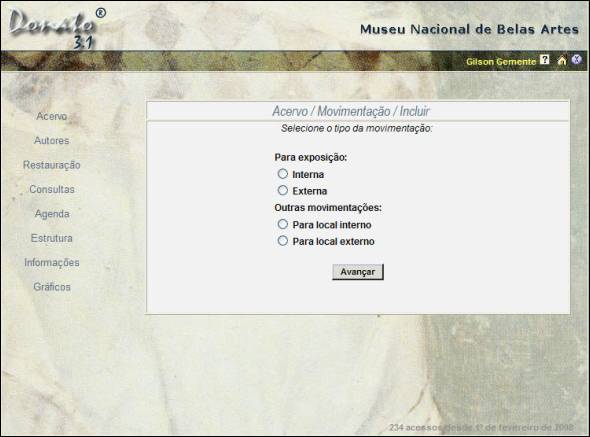 Donato ®
3.1
Museu Nacional de Belas Artes
Gilson Gemente ? X
Acervo
Autores
Restauração
Consultas
Agenda
Estrutura
Informações
Gráficos
Acervo / Movimentação / Incluir
Selecione o tipo da movimentação:
Para exposição:
Interna
Externa
Outras movimentações:
Para local interno
Para local externo
Avançar
234 acessos desde 1º de fevereiro de 2008